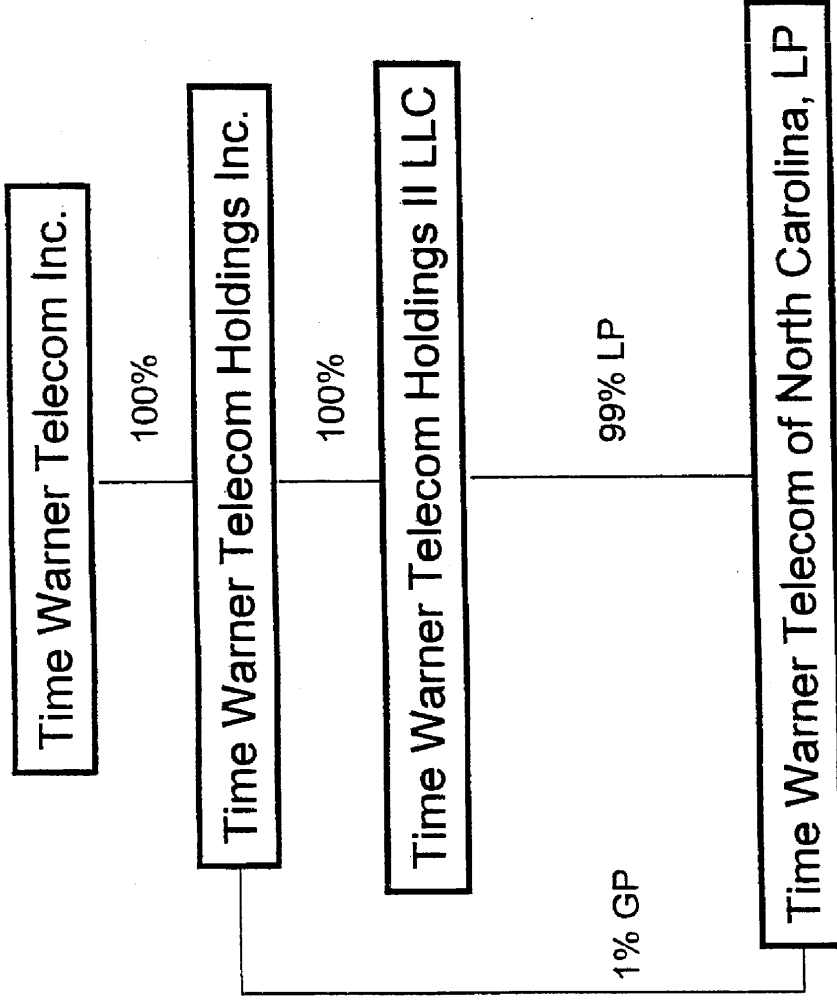 Time Warner Telecom Inc.
100%
Time Warner Telecom Holdings Inc.
100%
Time Warner Telecom Holdings II LLC
99% LP
1% GP
Time Warner Telecom of North Carolina, LP